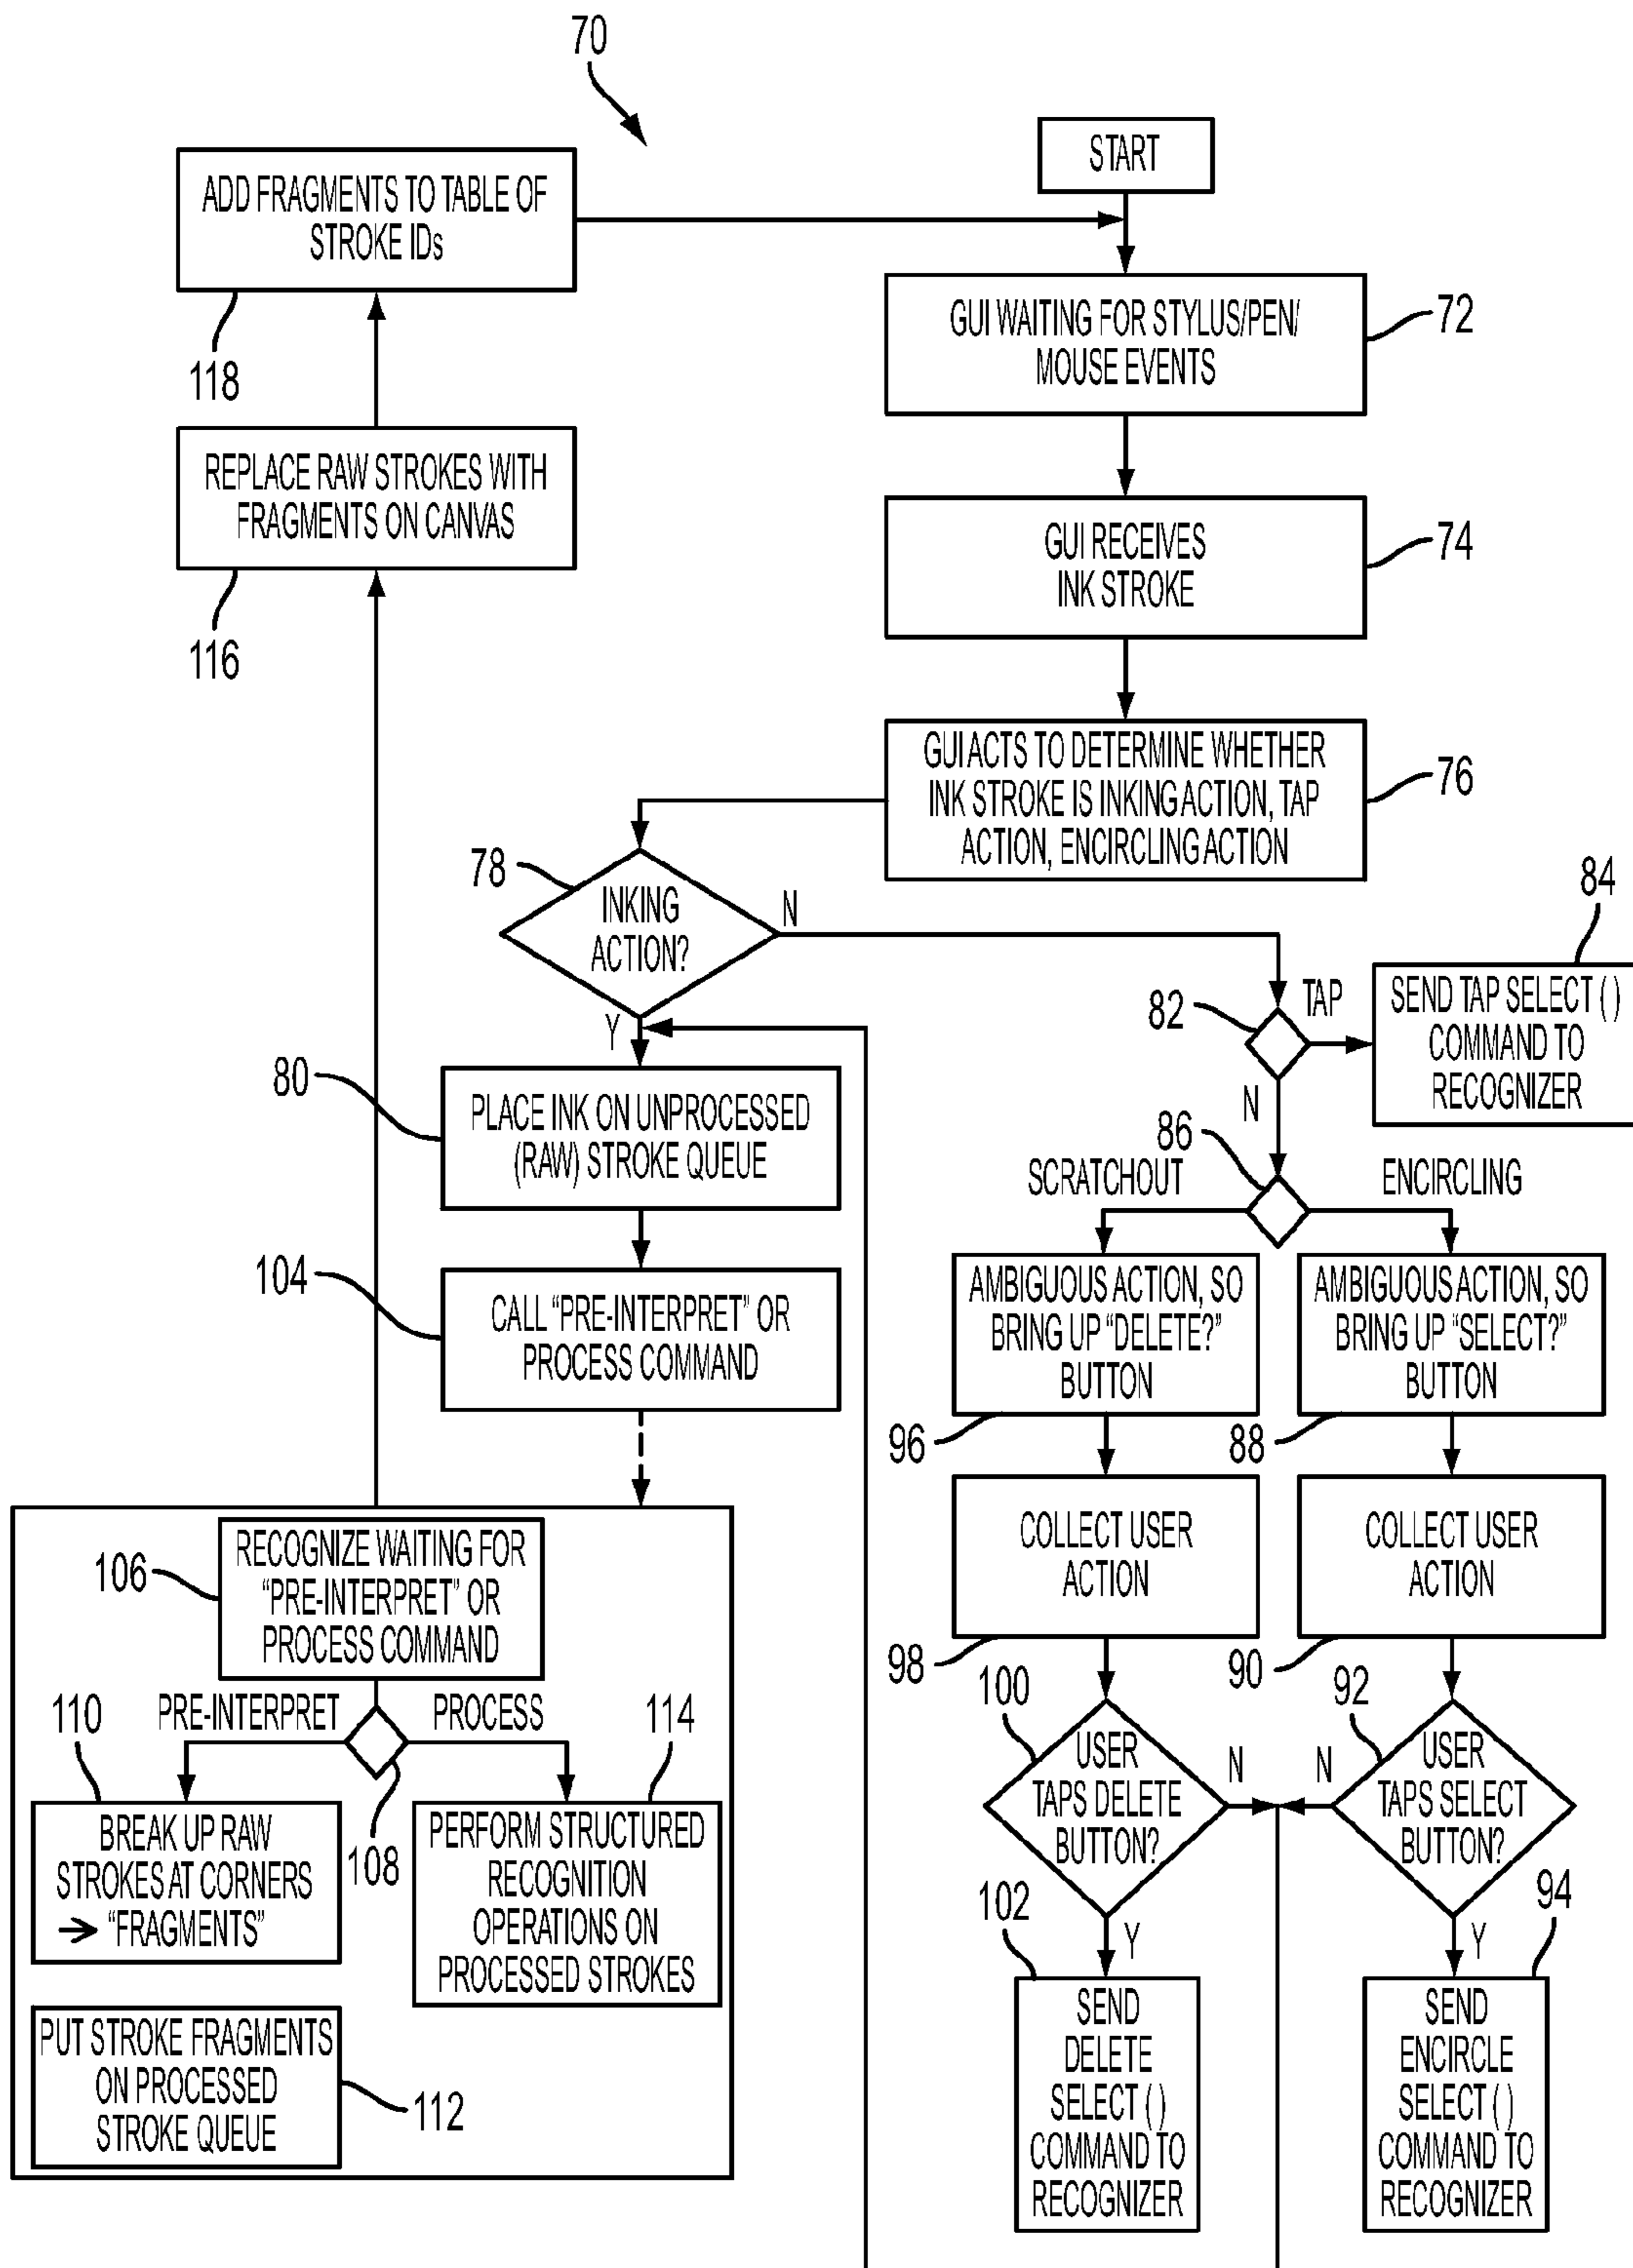 70
START
ADD FRAGMENTS TO TABLE OF
STROKE IDs
118
GUI WAITING FOR STYLUS/PEN/
MOUSE EVENTS
72
REPLACE RAW STROKES WITH
FRAGMENTS ON CANVAS
116
GUI RECEIVES
INK STROKE
74
GUI ACTS TO DETERMINE WHETHER
INK STROKE IS INKING ACTION, TAP
ACTION, ENCIRCLING ACTION
76
78
INKING
ACTION?
N
Y
84
82
TAP
SEND TAP SELECT ( )
COMMAND TO
RECOGNIZER
N
80
PLACE INK ON UNPROCESSED
(RAW) STROKE QUEUE
86
SCRATCHOUT
ENCIRCLING
104
CALL "PRE-INTERPRET" OR
PROCESS COMMAND
AMBIGUOUS ACTION, SO
BRING UP "DELETE?"
BUTTON
96
AMBIGUOUS ACTION, SO
BRING UP "SELECT?"
BUTTON
88
COLLECT USER
ACTION
98
COLLECT USER
ACTION
90
106
RECOGNIZE WAITING FOR
"PRE-INTERPRET" OR
PROCESS COMMAND
110
PRE-INTERPRET
PROCESS
114
108
BREAK UP RAW
STROKES AT CORNERS
→ "FRAGMENTS"
PERFORM STRUCTURED
RECOGNITION
OPERATIONS ON
PROCESSED STROKES
PUT STROKE FRAGMENTS
ON PROCESSED
STROKE QUEUE
112
100
USER
TAPS DELETE
BUTTON?
N
Y
92
USER
TAPS SELECT
BUTTON?
N
Y
102
SEND
DELETE
SELECT ( )
COMMAND TO
RECOGNIZER
94
SEND
ENCIRCLE
SELECT ( )
COMMAND TO
RECOGNIZER